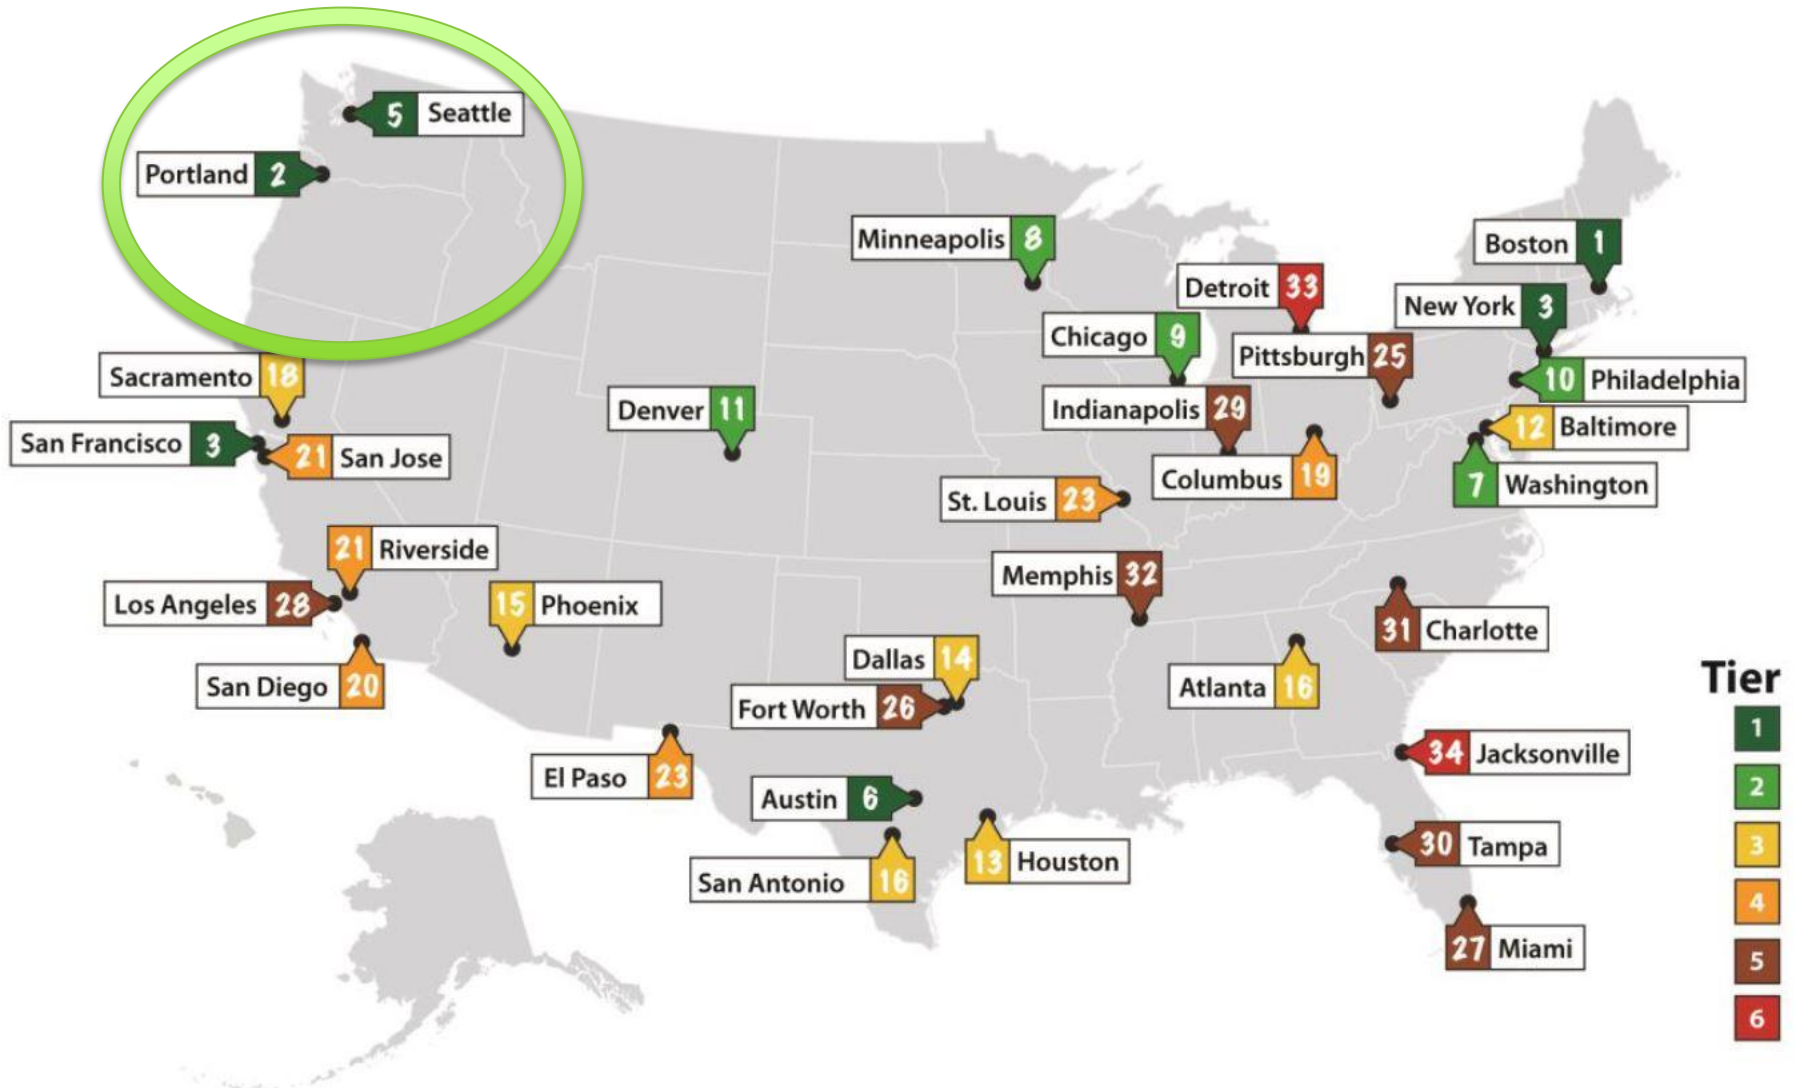 5 Seattle
Portland 2
Minneapolis 8
Boston 1
Detroit 33
New York 3
Chicago 9
Pittsburgh 25
Sacramento 18
10 Philadelphia
Denver 11
Indianapolis 29
12 Baltimore
San Francisco 3
21 San Jose
Columbus 19
7 Washington
St. Louis 23
21 Riverside
Memphis 32
Los Angeles 28
15 Phoenix
31 Charlotte
Dallas 14
San Diego 20
Atlanta 16
Tier
Fort Worth 26
1
34 Jacksonville
El Paso 23
2
Austin 6
30 Tampa
3
13 Houston
San Antonio 16
4
27 Miami
5
6